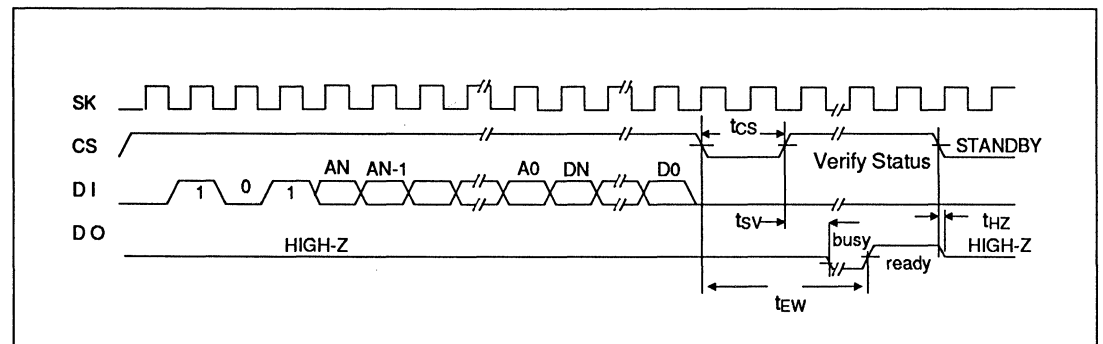 SK
CS
tCS
STANDBY
Verify Status
DI
1
0
1
AN
AN-1
A0
DN
D0
tSV
tHZ
DO
HIGH-Z
busy
ready
HIGH-Z
tEW